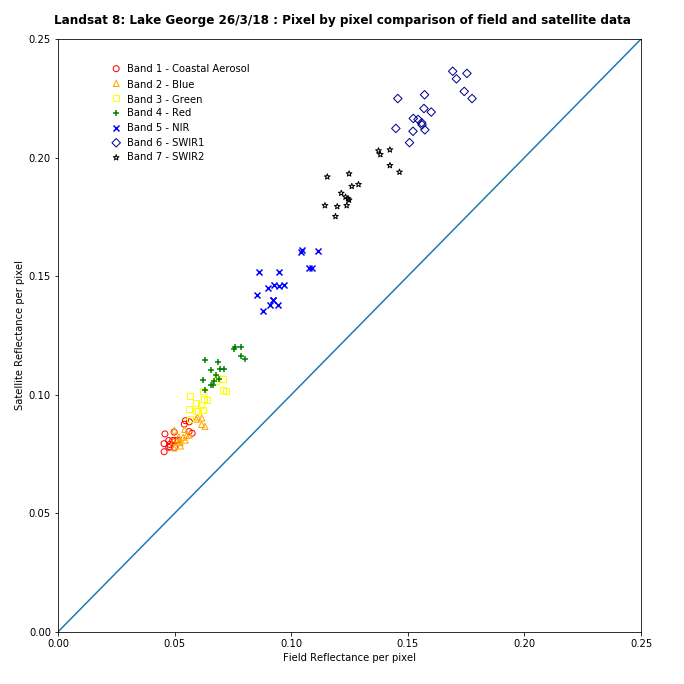 Landsat 8: Lake George 26/3/18 : Pixel by pixel comparison of field and satellite data
0.25
Band 1 - Coastal Aerosol
Band 2 - Blue
Band 3 - Green
Band 4 - Red
Band 5 - NIR
Band 6 - SWIR1
Band 7 - SWIR2
0.20
0.15
Satellite Reflectance per pixel
0.10
0.05
0.00
0.00 0.05 0.10 0.15 0.20 0.25
Field Reflectance per pixel